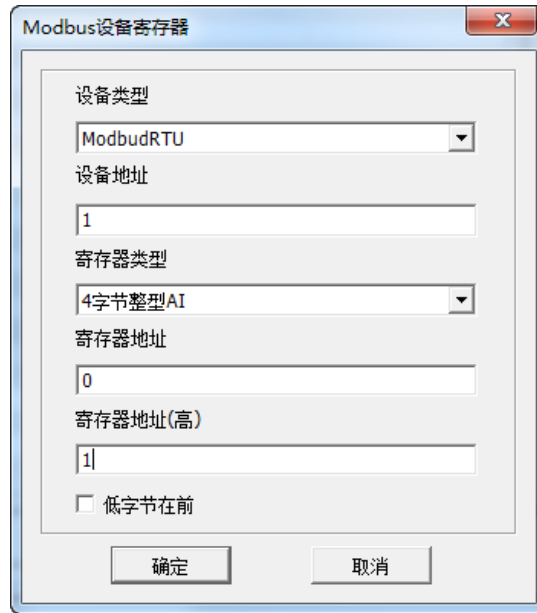 Modbus设备寄存器
设备类型
ModbudRTU
设备地址
1
寄存器类型
4字节整型AI
寄存器地址
0
寄存器地址(高)
1
低字节在前
确定
取消